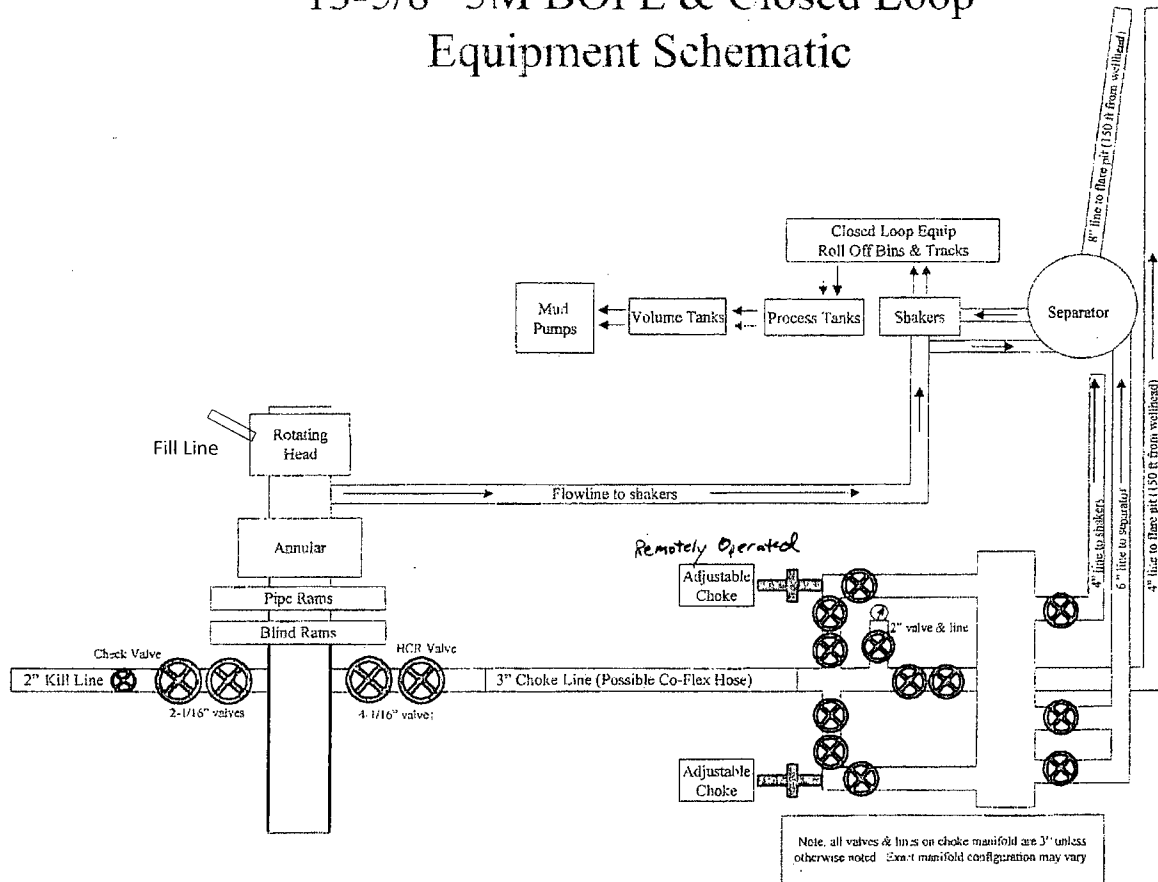 13-5/8" 3M BOPE & Closed Loop
Equipment Schematic
8" line to flare pit (150 ft from wellhead)
Closed Loop Equip
Roll Off Bins & Tracks
Mud
Pumps
Volume Tanks
Process Tanks
Shakers
Separator
Rotating
Head
Fill Line
Flowline to shakers
4" line to shakers
6" line to separator
4" line to flare pit (150 ft from wellhead)
Annular
Remotely Operated
Adjustable
Choke
Pipe Rams
Blind Rams
2" valve & line
Check Valve
HCR Valve
2" Kill Line
3" Choke Line (Possible Co-Flex Hose)
2-1/16" valves
4-1/16" valves
Adjustable
Choke
Note, all valves & lines on choke manifold are 3" unless
otherwise noted Exact manifold configuration may vary